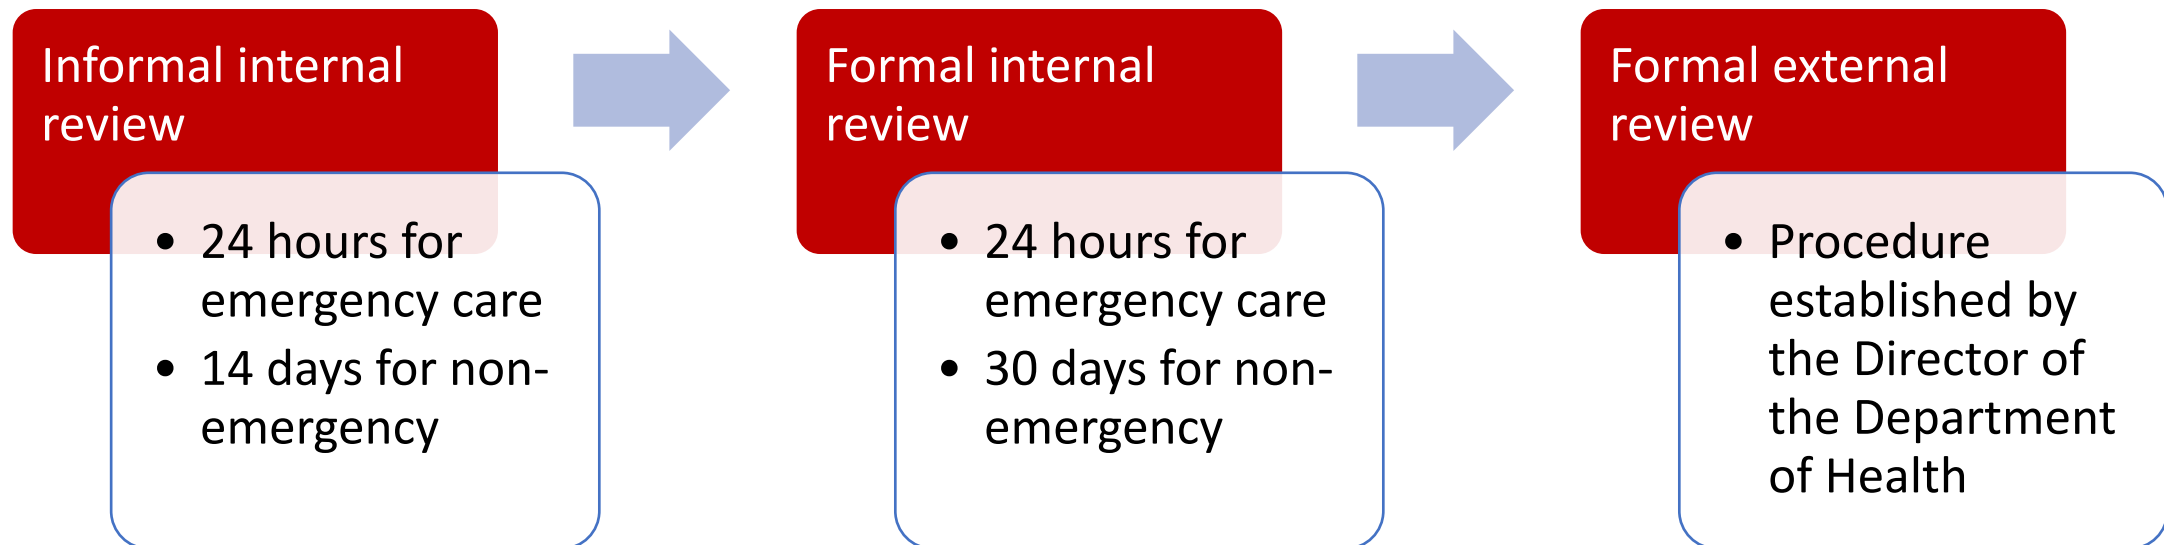 Informal internal
review
• 24 hours for
emergency care
• 14 days for non-
emergency
Formal internal
review
• 24 hours for
emergency care
• 30 days for non-
emergency
Formal external
review
• Procedure
established by
the Director of
the Department
of Health